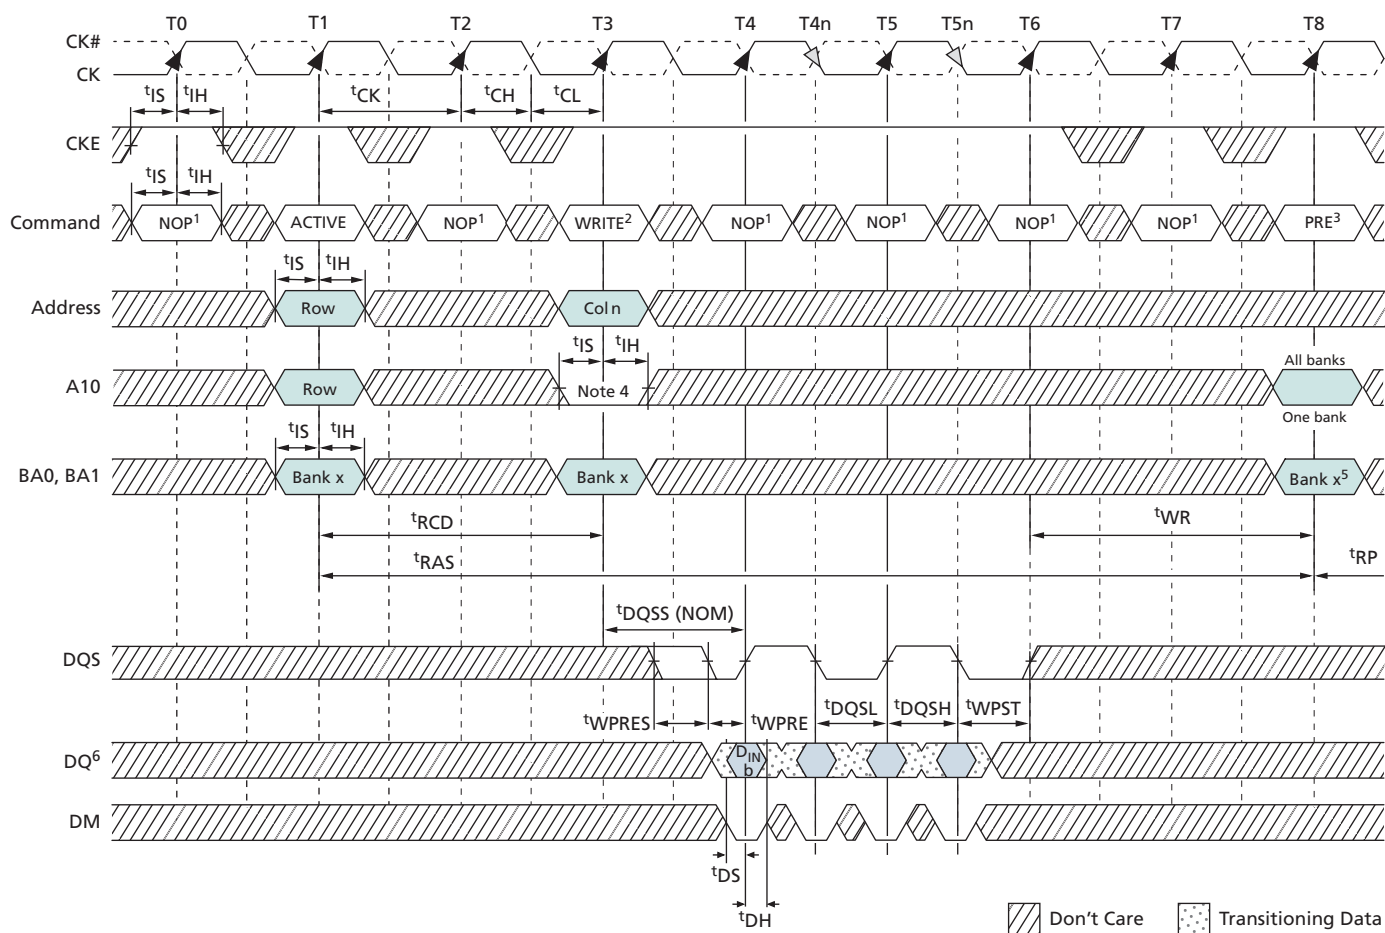 T0 T1 T2 T3 T4 T4n T5 T5n T6 T7 T8
CK#
CK
tIS tIH tCK tCH tCL
CKE
tIS tIH
Command NOP1 ACTIVE NOP1 WRITE2 NOP1 NOP1 NOP1 NOP1 PRE3
tIS tIH
Address Row Col n
tIS tIH All banks
A10 Row Note 4
One bank
tIS tIH
BA0, BA1 Bank x Bank x Bank x5
tRCD tWR
tRAS tRP
tDQSS (NOM)
DQS
tWPRES tWPRE tDQSL tDQSH tWPST
DQ6 DIN
b
DM
tDS
tDH
Don't Care Transitioning Data